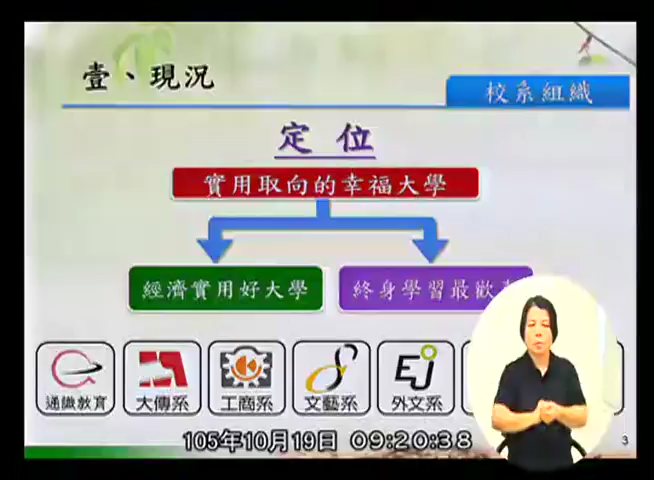 壹、現況
校系組織
定位
實用取向的幸福大學
經濟實用好大學
終身學習最歡
通識教育
大傳系
工商系
文藝系
EJ
外文系
105年10月19日 09:20:38
3